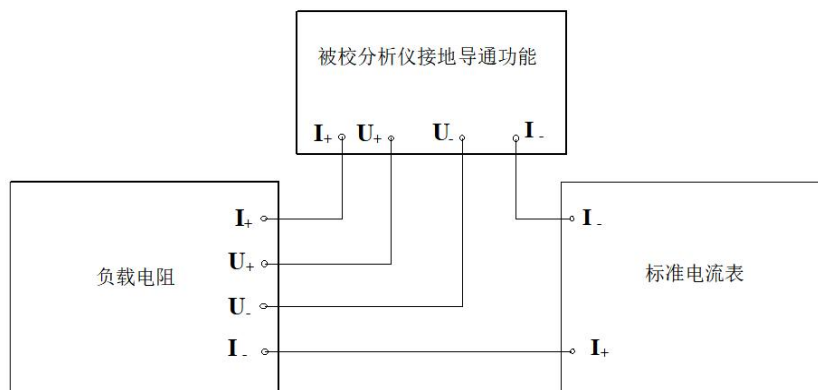 被校分析仪接地导通功能
I+ U+ U- I-
I+
U+
负载电阻
U-
I-
I-
标准电流表
I+